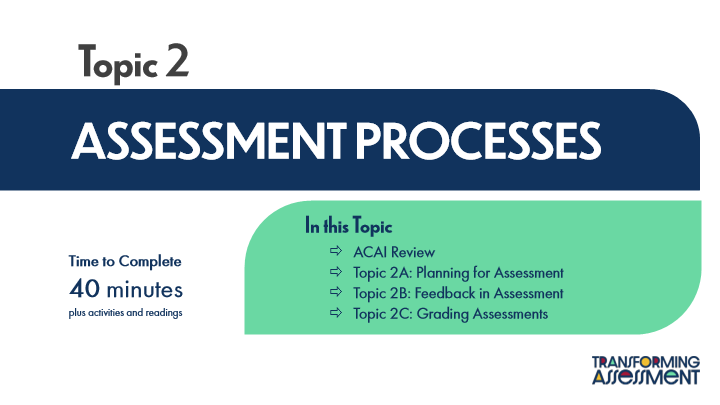 Topic 2
ASSESSMENT PROCESSES
In this Topic
⇨ ACAI Review
⇨ Topic 2A: Planning for Assessment
⇨ Topic 2B: Feedback in Assessment
⇨ Topic 2C: Grading Assessments
Time to Complete
40 minutes
plus activities and readings
TRANSFORMING
ASSESSMENT